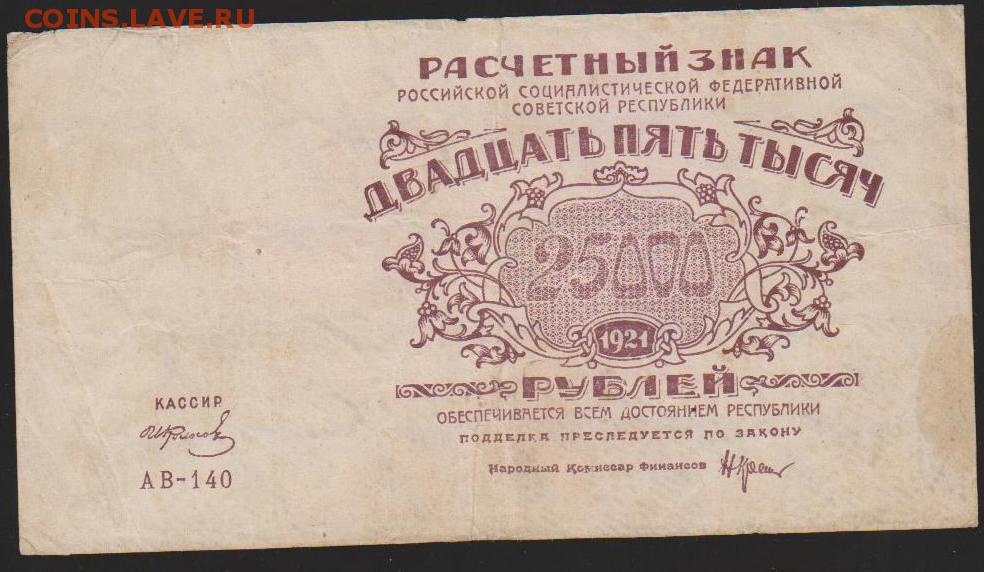 COINS.LAVE.RU
РАСЧЕТНЫЙ ЗНАК
РОССИЙСКОЙ СОЦИАЛИСТИЧЕСКОЙ ФЕДЕРАТИВНОЙ
СОВЕТСКОЙ РЕСПУБЛИКИ
ДВАДЦАТЬ ПЯТЬ ТЫСЯЧ
25000
1921
РУБЛЕЙ
ОБЕСПЕЧИВАЕТСЯ ВСЕМ ДОСТОЯНИЕМ РЕСПУБЛИКИ
ПОДДЕЛКА ПРЕСЛЕДУЕТСЯ ПО ЗАКОНУ
Народный Комиссар Финансов
КАССИР
АВ-140